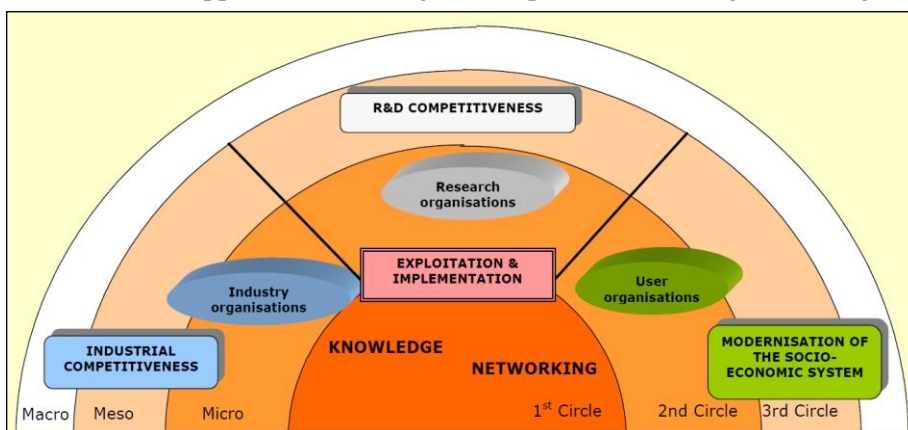 R&D COMPETITIVENESS
Research
organisations
EXPLOITATION &
IMPLEMENTATION
Industry
organisations
User
organisations
INDUSTRIAL
COMPETITIVENESS
KNOWLEDGE
NETWORKING
MODERNISATION OF
THE SOCIO-
ECONOMIC SYSTEM
Macro Meso Micro 1st Circle 2nd Circle 3rd Circle